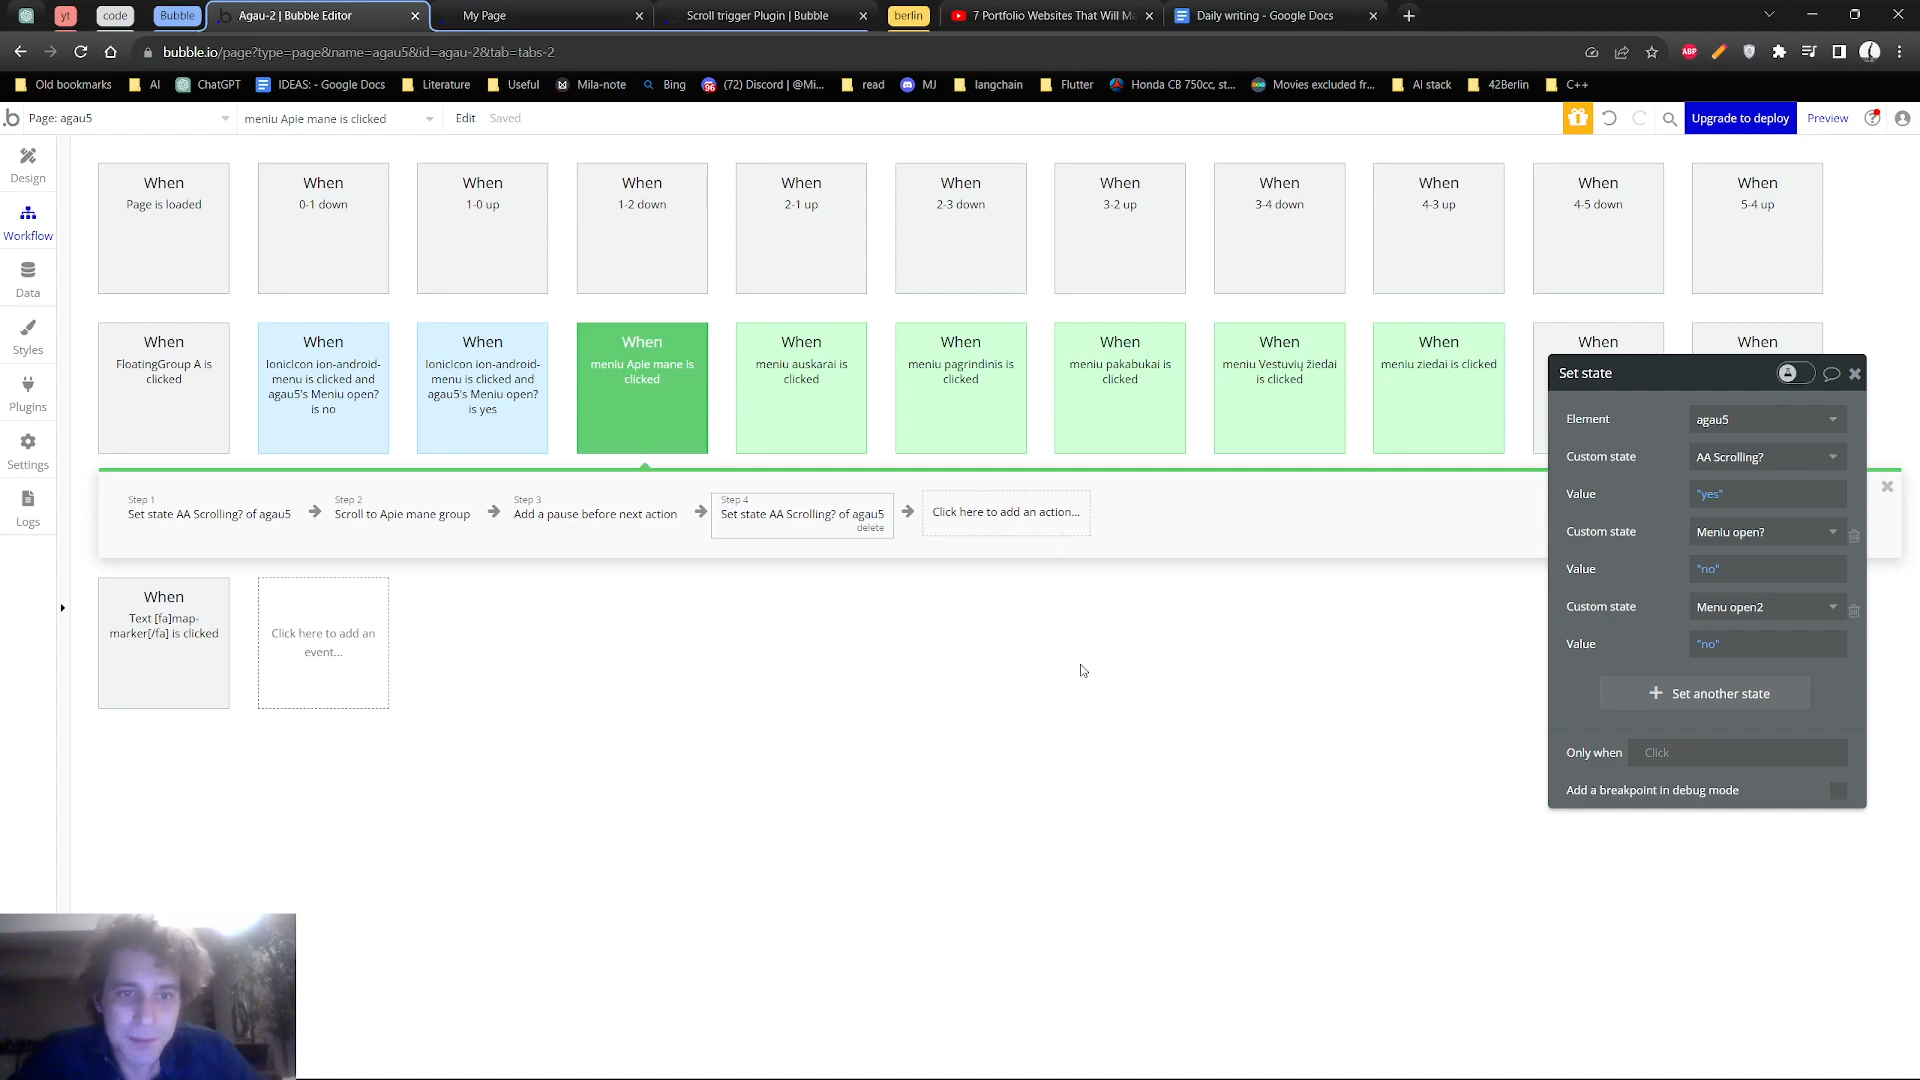 yt
code
Bubble
Agau-2 | Bubble Editor
My Page
Scroll trigger Plugin | Bubble
berlin
7 Portfolio Websites That Will Ma
Daily writing - Google Docs
bubble.io/page?type=page&name=agau5&id=agau-2&tab=tabs-2
ABP
Old bookmarks
AI
ChatGPT
IDEAS: - Google Docs
Literature
Useful
Mila-note
Bing
(72) Discord | @Mi...
read
MJ
langchain
Flutter
Honda CB 750cc, st...
Movies excluded fr...
AI stack
42Berlin
C++
Page: agau5
meniu Apie mane is clicked
Edit
Saved
Upgrade to deploy
Preview
Design
Workflow
Data
Styles
Plugins
Settings
Logs
When
Page is loaded
When
0-1 down
When
1-0 up
When
1-2 down
When
2-1 up
When
2-3 down
When
3-2 up
When
3-4 down
When
4-3 up
When
4-5 down
When
5-4 up
When
FloatingGroup A is
clicked
When
IonicIcon ion-android-
menu is clicked and
agau5's Meniu open?
is no
When
IonicIcon ion-android-
menu is clicked and
agau5's Meniu open?
is yes
When
meniu Apie mane is
clicked
When
meniu auskarai is
clicked
When
meniu pagrindinis is
clicked
When
meniu pakabukai is
clicked
When
meniu Vestuvių žiedai
is clicked
When
meniu ziedai is clicked
When
When
Step 1
Set state AA Scrolling? of agau5
Step 2
Scroll to Apie mane group
Step 3
Add a pause before next action
Step 4
Set state AA Scrolling? of agau5
delete
Click here to add an action...
When
Text [fa]map-
marker[/fa] is clicked
Click here to add an
event...
Set state
Element
agau5
Custom state
AA Scrolling?
Value
"yes"
Custom state
Meniu open?
Value
"no"
Custom state
Menu open2
Value
"no"
Set another state
Only when
Click
Add a breakpoint in debug mode